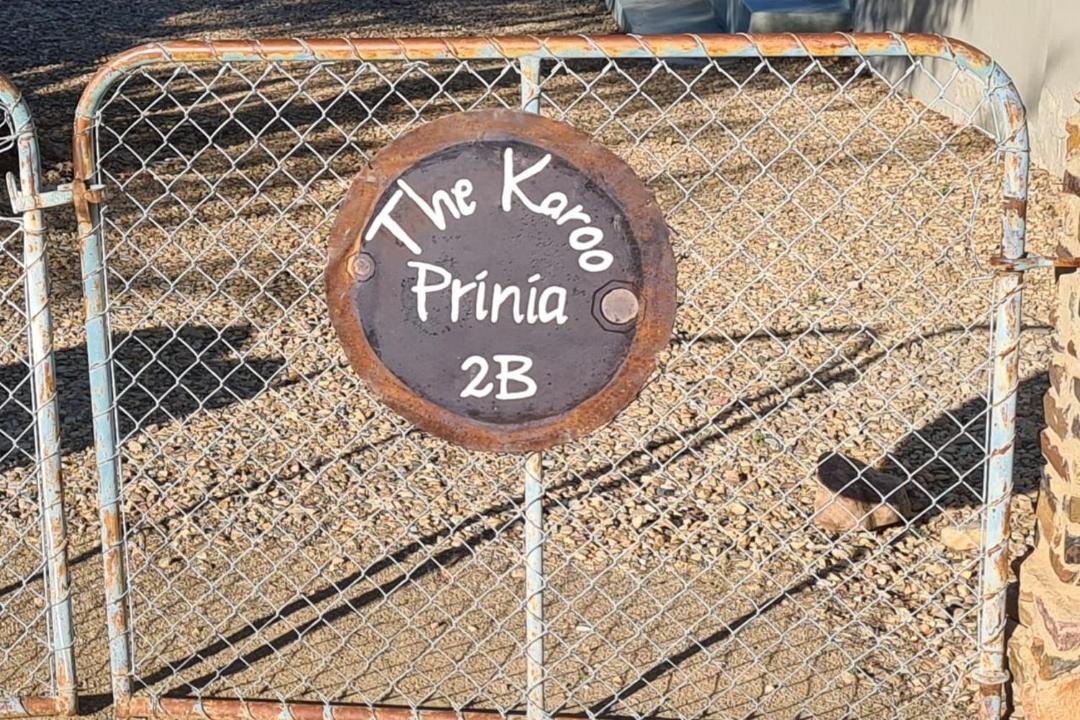 The Karoo
Prinia
2B